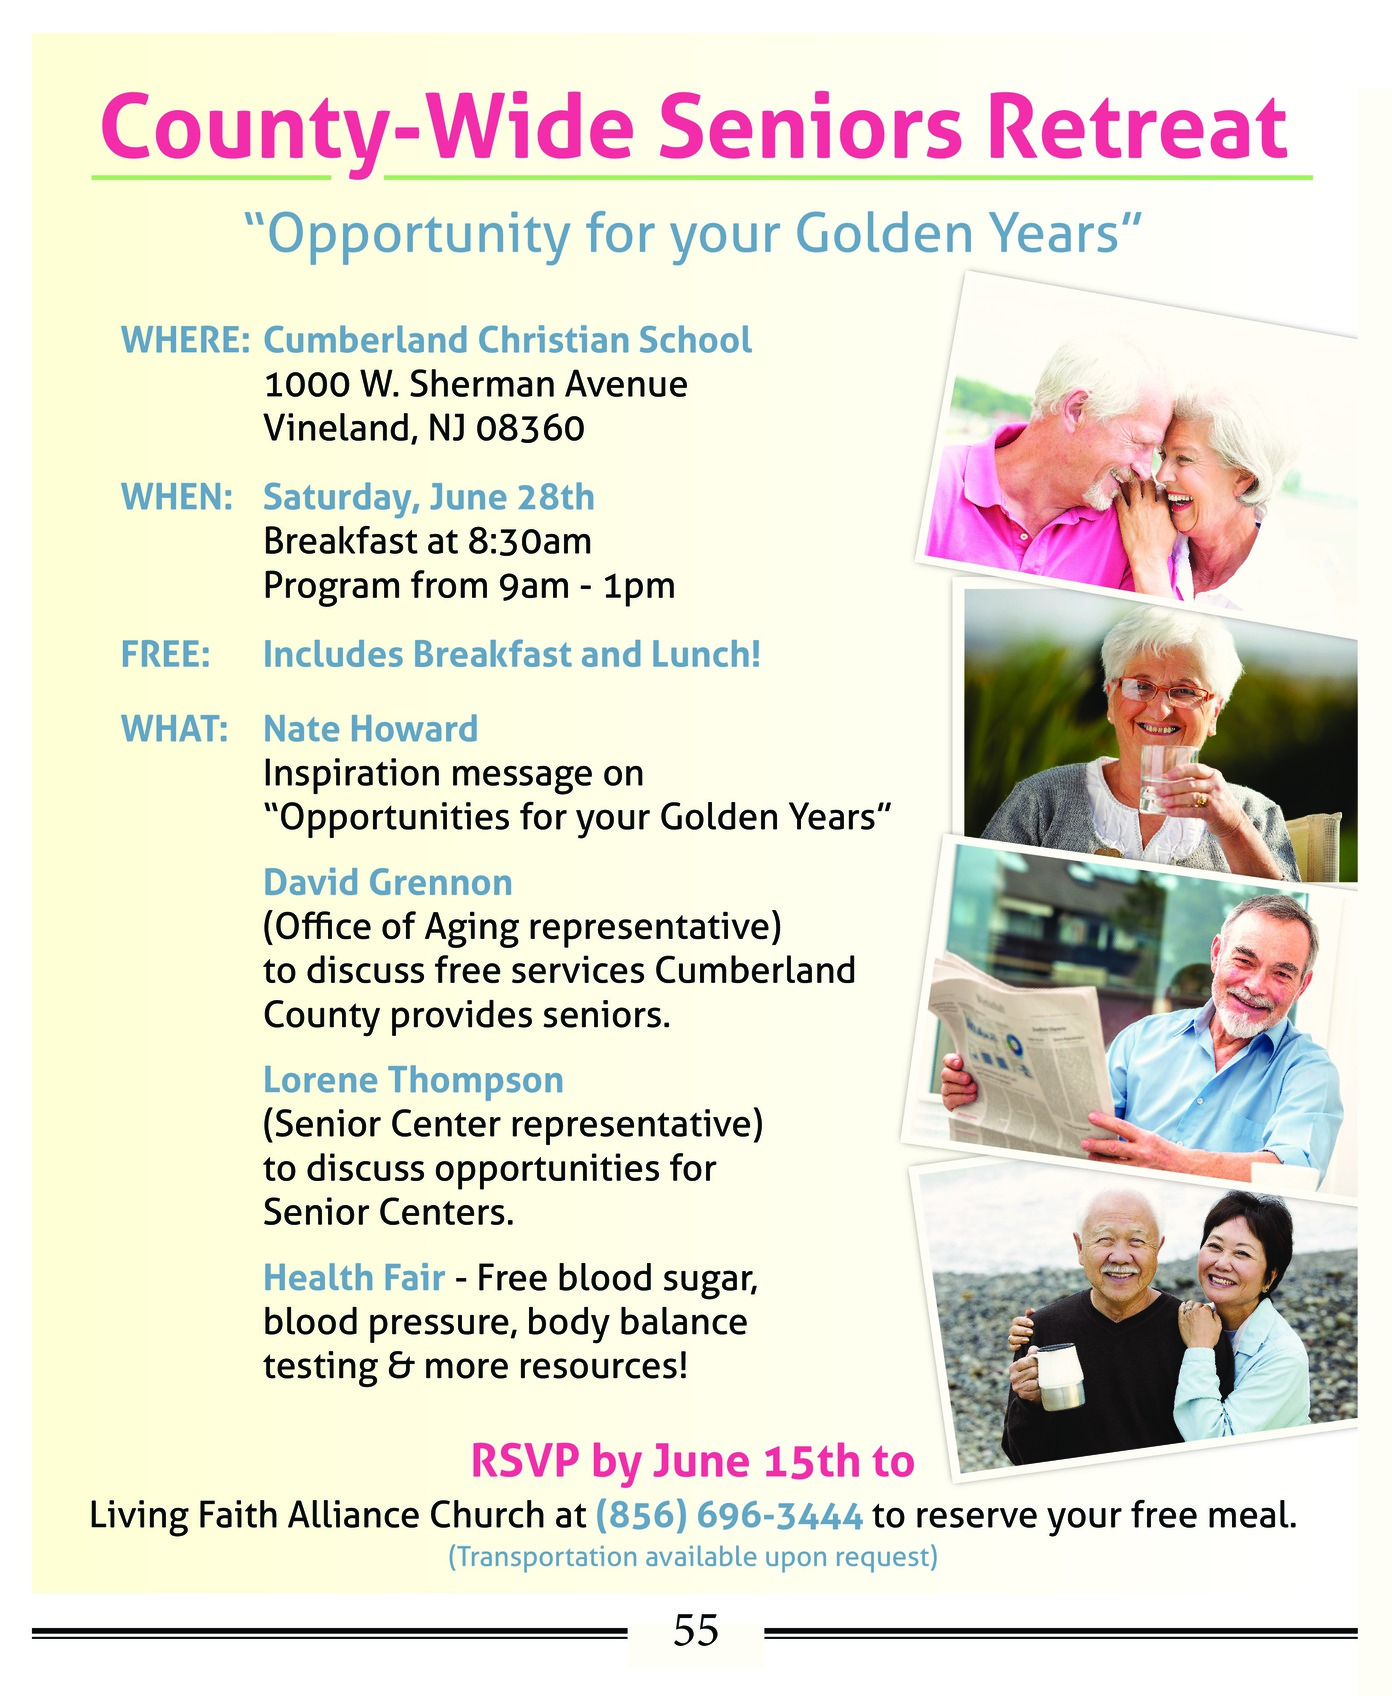 County-Wide Seniors Retreat
“Opportunity for your Golden Years”
WHERE: Cumberland Christian School
1000 W. Sherman Avenue
Vineland, NJ 08360
WHEN: Saturday, June 28th
Breakfast at 8:30am
Program from 9am - 1pm
FREE: Includes Breakfast and Lunch!
WHAT: Nate Howard
Inspiration message on
“Opportunities for your Golden Years”
David Grennon
(Office of Aging representative)
to discuss free services Cumberland
County provides seniors.
Lorene Thompson
(Senior Center representative)
to discuss opportunities for
Senior Centers.
Health Fair - Free blood sugar,
blood pressure, body balance
testing & more resources!
RSVP by June 15th to
Living Faith Alliance Church at (856) 696-3444 to reserve your free meal.
(Transportation available upon request)
55